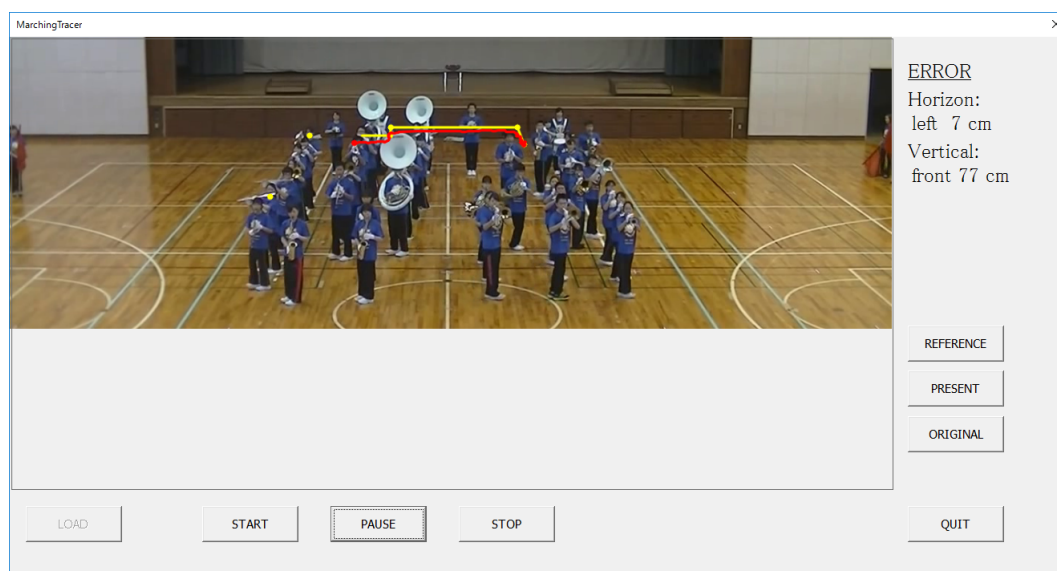 MarchingTracer
ERROR
Horizon:
left 7 cm
Vertical:
front 77 cm
REFERENCE
PRESENT
ORIGINAL
LOAD
START
PAUSE
STOP
QUIT